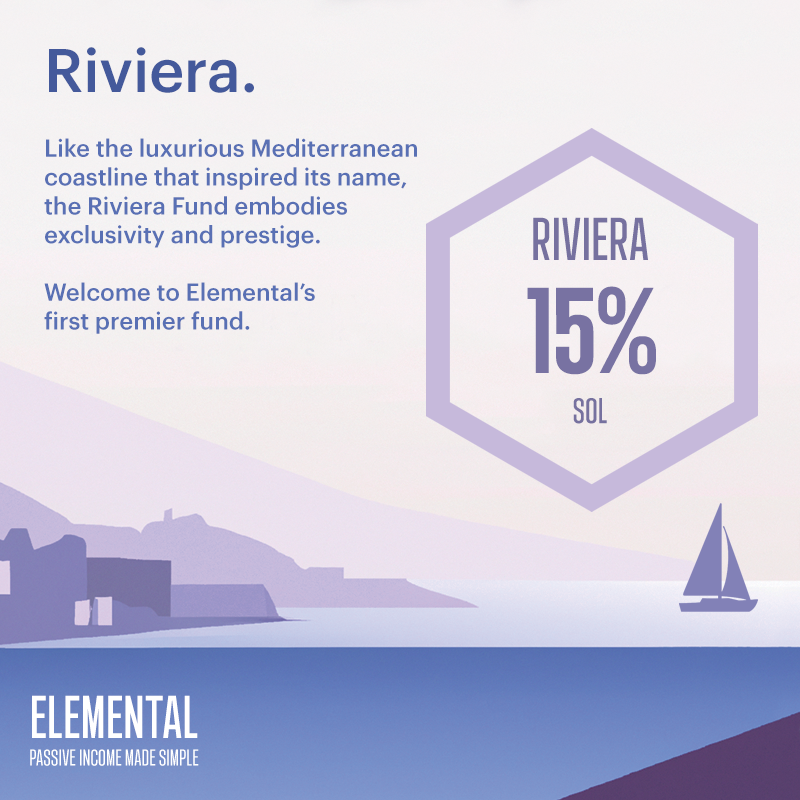 Riviera.
Like the luxurious Mediterranean
coastline that inspired its name,
the Riviera Fund embodies
exclusivity and prestige.
Welcome to Elemental’s
first premier fund.
RIVIERA
15%
SOL
ELEMENTAL
PASSIVE INCOME MADE SIMPLE